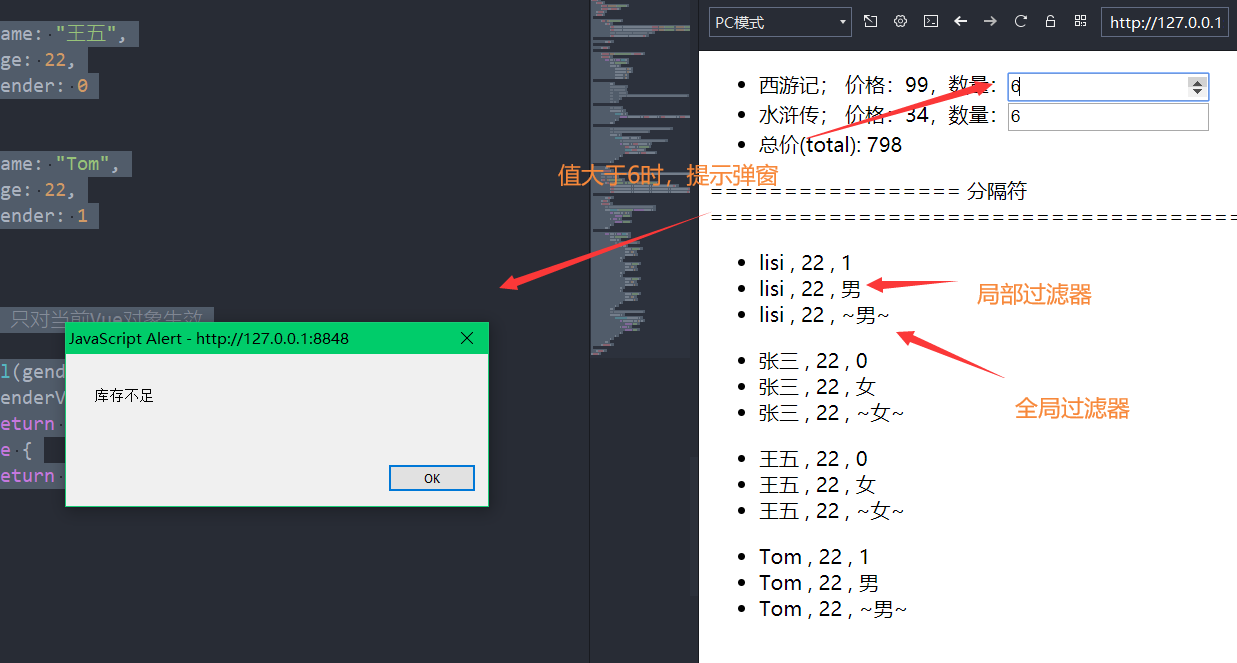 ame: "王五",
ge: 22,
ender: 0
ame: "Tom",
ge: 22,
ender: 1
只对当前Vue对象生效
l(gend
enderV
eturn
e {
eturn
JavaScript Alert - http://127.0.0.1:8848
库存不足
OK
值大于6时，提示弹窗
PC模式
http://127.0.0.1
西游记； 价格：99，数量：6
水浒传； 价格：34，数量：6
总价(total): 798
================= 分隔符
====================================
lisi , 22 , 1
lisi , 22 , 男
局部过滤器
lisi , 22 , ~男~
张三 , 22 , 0
张三 , 22 , 女
全局过滤器
张三 , 22 , ~女~
王五 , 22 , 0
王五 , 22 , 女
王五 , 22 , ~女~
Tom , 22 , 1
Tom , 22 , 男
Tom , 22 , ~男~